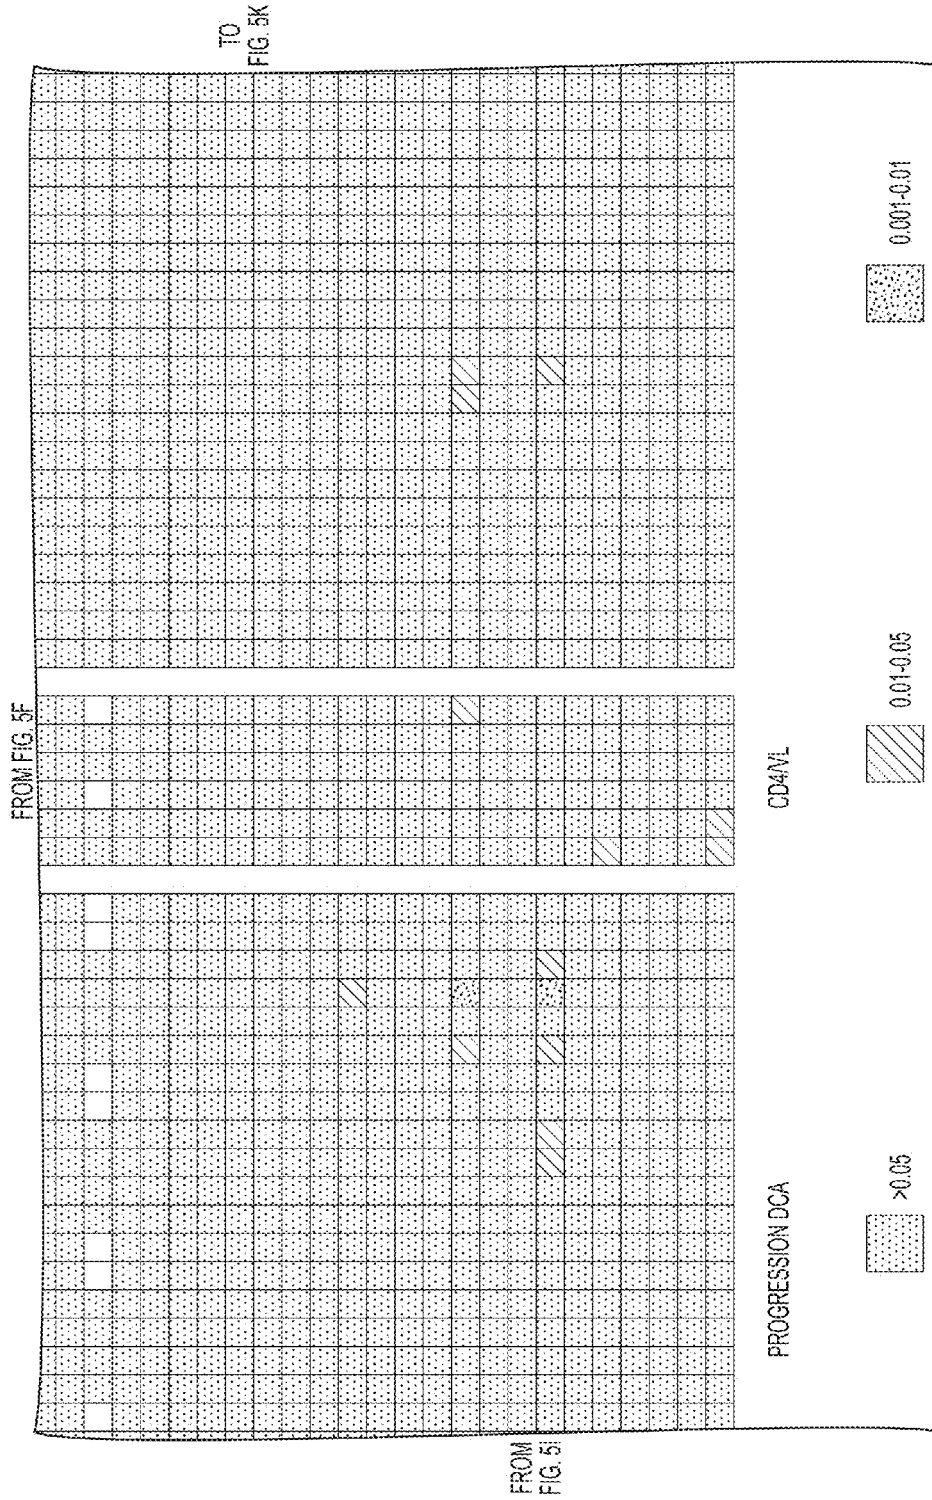 FROM FIG. 5F
TO
FIG. 5K
FROM
FIG. 5I
PROGRESSION DCA
CD4/VL
>0.05
0.01-0.05
0.001-0.01